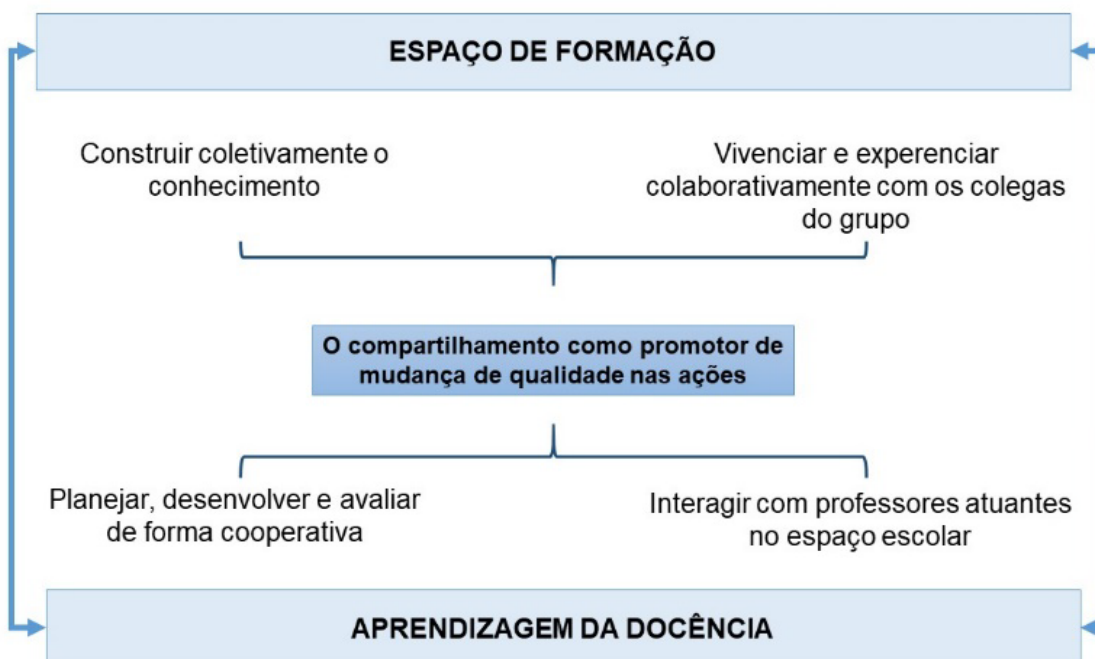 ESPAÇO DE FORMAÇÃO
Construir coletivamente o
conhecimento
Vivenciar e experenciar
colaborativamente com os colegas
do grupo
O compartilhamento como promotor de
mudança de qualidade nas ações
Planejar, desenvolver e avaliar
de forma cooperativa
Interagir com professores atuantes
no espaço escolar
APRENDIZAGEM DA DOCÊNCIA